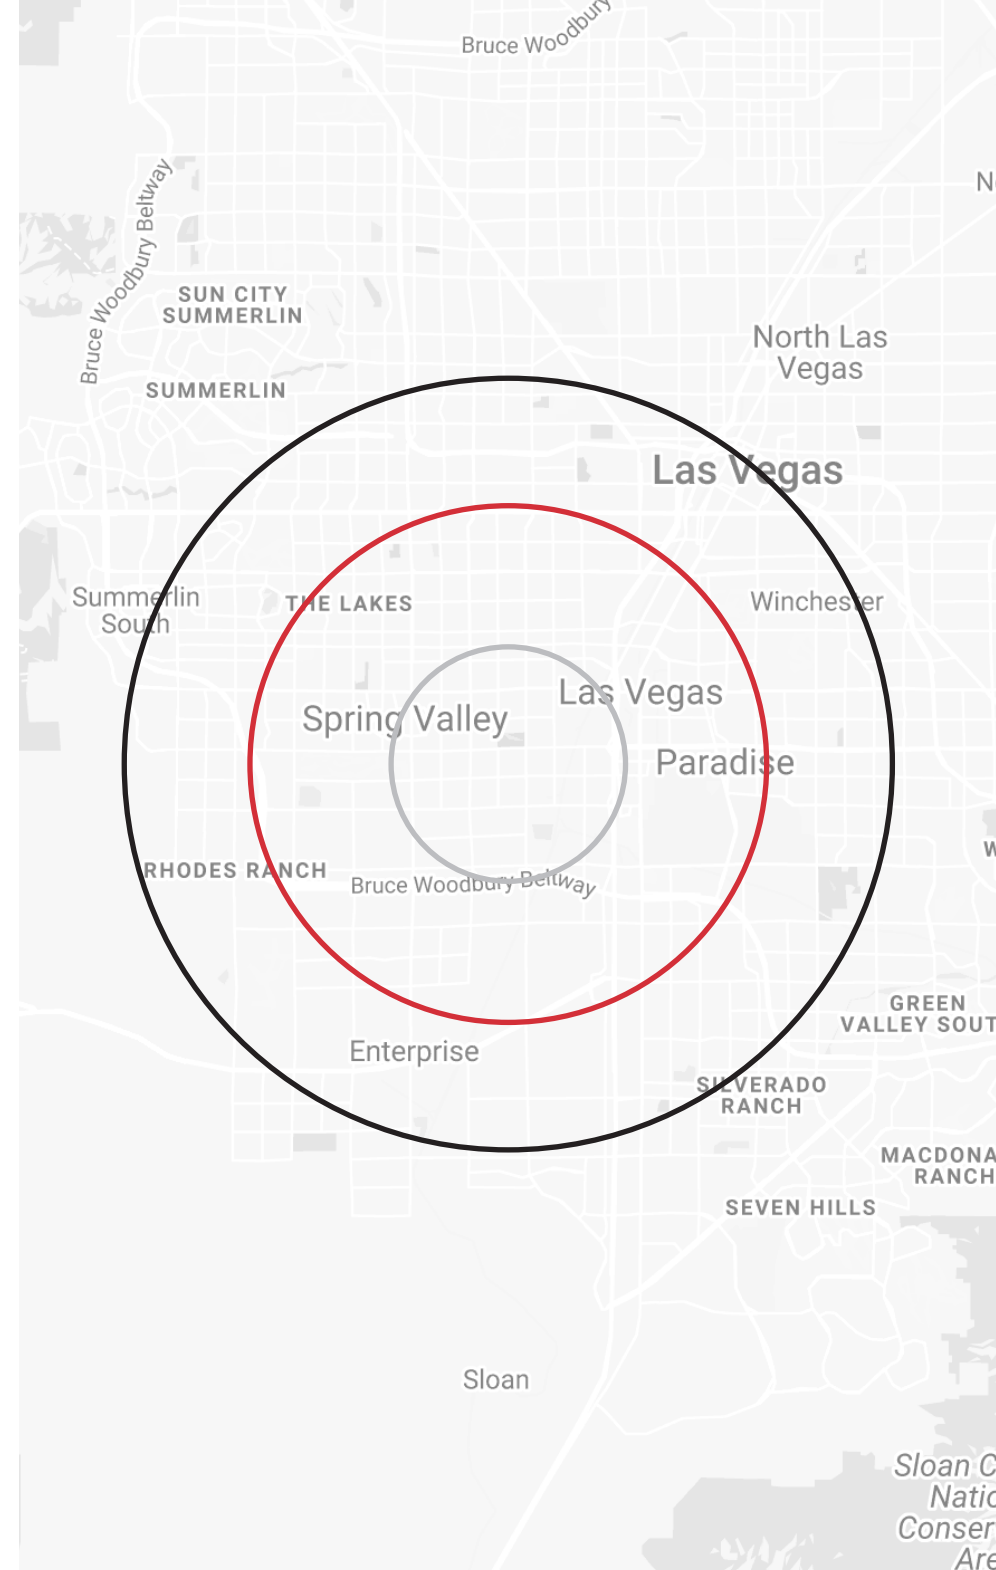 Bruce Woodbury
Bruce Woodbury Beltway
SUN CITY
SUMMERLIN
North Las
Vegas
SUMMERLIN
Las Vegas
Summerlin
South
THE LAKES
Winchester
Las Vegas
Spring Valley
Paradise
RHODES RANCH
Bruce Woodbury Beltway
GREEN
VALLEY SOUT
Enterprise
SILVERADO
RANCH
MACDONA
RANCH
SEVEN HILLS
Sloan
Sloan C
Natio
Conser
Are